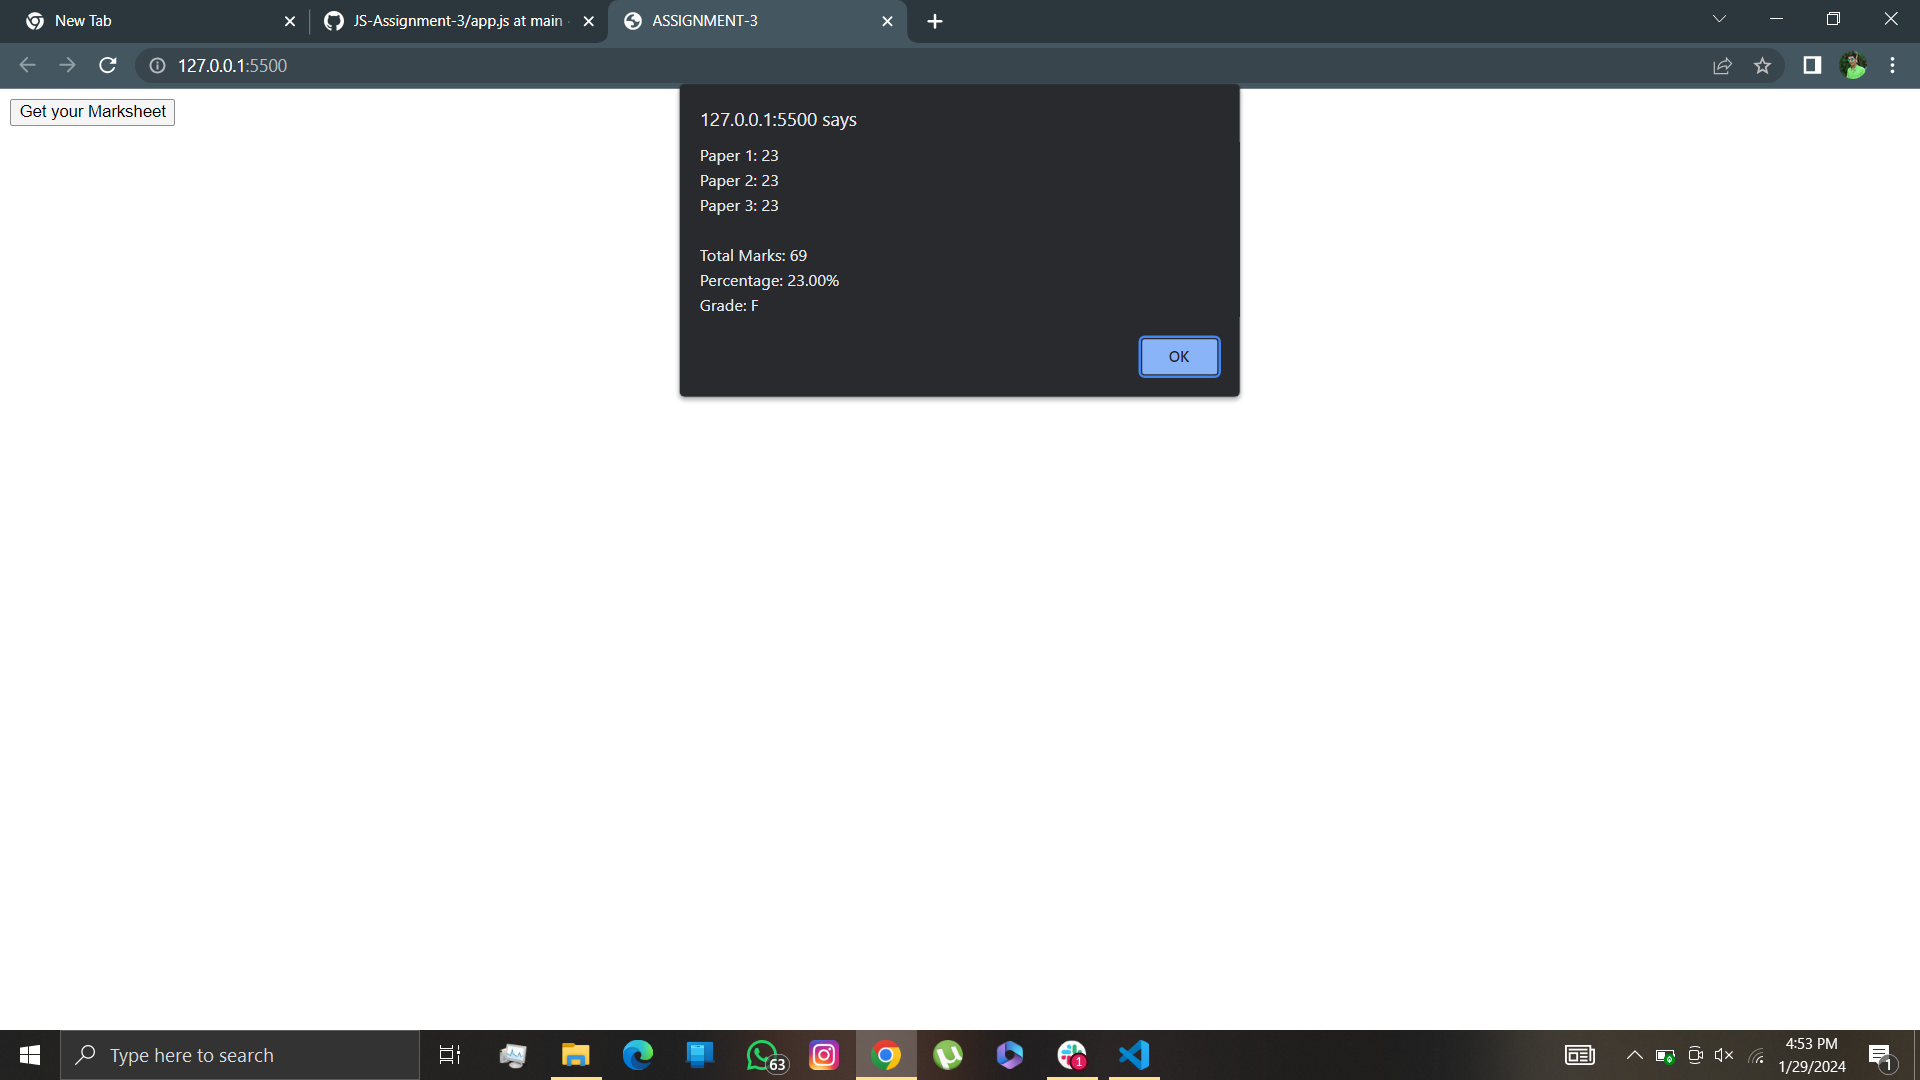 New Tab
JS-Assignment-3/app.js at main
ASSIGNMENT-3
127.0.0.1:5500
Get your Marksheet
127.0.0.1:5500 says
Paper 1: 23
Paper 2: 23
Paper 3: 23
Total Marks: 69
Percentage: 23.00%
Grade: F
OK
Type here to search
63
1
4:53 PM
1/29/2024
1